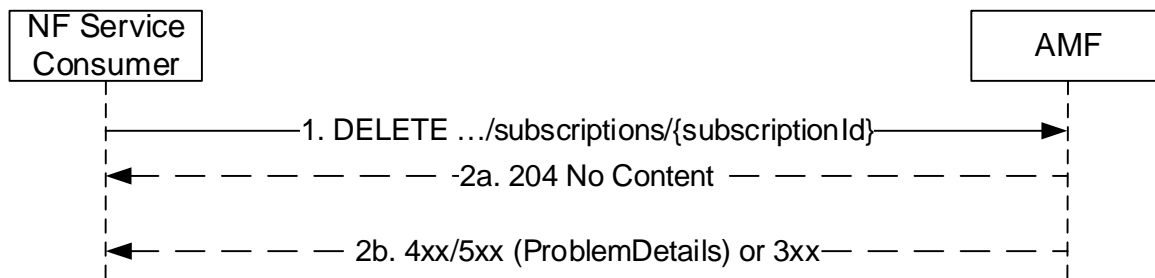 NF Service
Consumer
AMF
1. DELETE …/subscriptions/{subscriptionId}
2a. 204 No Content
2b. 4xx/5xx (ProblemDetails) or 3xx